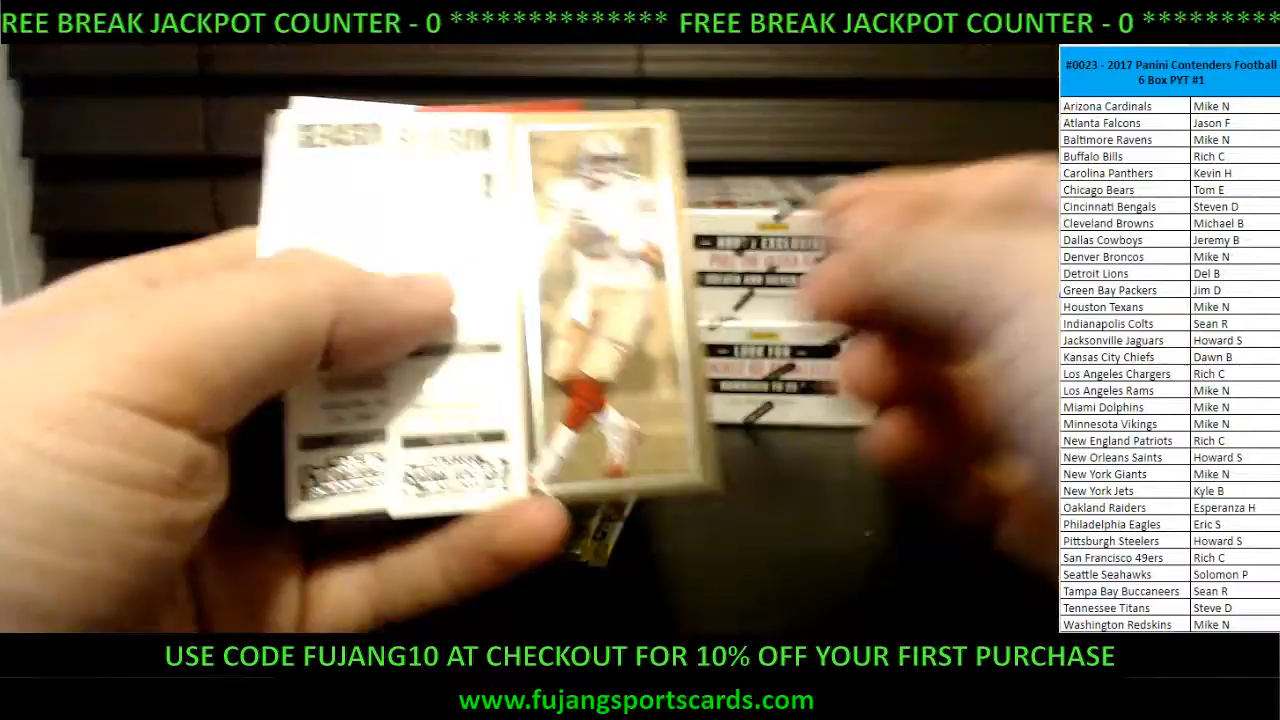 REE BREAK JACKPOT COUNTER - 0 ************** FREE BREAK JACKPOT COUNTER - 0 *********
#0023 - 2017 Panini Contenders Football
6 Box PYT #1
Arizona Cardinals Mike N
Atlanta Falcons Jason F
Baltimore Ravens Mike N
Buffalo Bills Rich C
Carolina Panthers Kevin H
Chicago Bears Tom E
Cincinnati Bengals Steven D
Cleveland Browns Michael B
Dallas Cowboys Jeremy B
Denver Broncos Mike N
Detroit Lions Del B
Green Bay Packers Jim D
Houston Texans Mike N
Indianapolis Colts Sean R
Jacksonville Jaguars Howard S
Kansas City Chiefs Dawn B
Los Angeles Chargers Rich C
Los Angeles Rams Mike N
Miami Dolphins Mike N
Minnesota Vikings Mike N
New England Patriots Rich C
New Orleans Saints Howard S
New York Giants Mike N
New York Jets Kyle B
Oakland Raiders Esperanza H
Philadelphia Eagles Eric S
Pittsburgh Steelers Howard S
San Francisco 49ers Rich C
Seattle Seahawks Solomon P
Tampa Bay Buccaneers Sean R
Tennessee Titans Steve D
Washington Redskins Mike N
LOOK FOR
USE CODE FUJANG10 AT CHECKOUT FOR 10% OFF YOUR FIRST PURCHASE
www.fujangsportscards.com